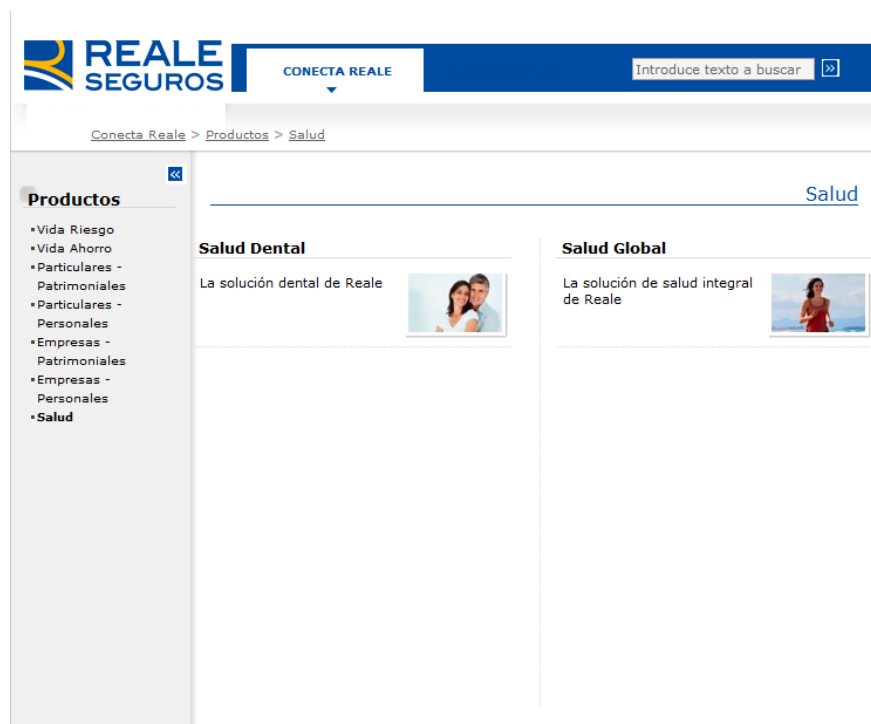 REALE
SEGUROS
CONECTA REALE
Introduce texto a buscar
Conecta Reale > Productos > Salud
Productos
Vida Riesgo
Vida Ahorro
Particulares -
Patrimoniales
Particulares -
Personales
Empresas -
Patrimoniales
Empresas -
Personales
Salud
Salud
Salud Dental
La solución dental de Reale
Salud Global
La solución de salud integral
de Reale